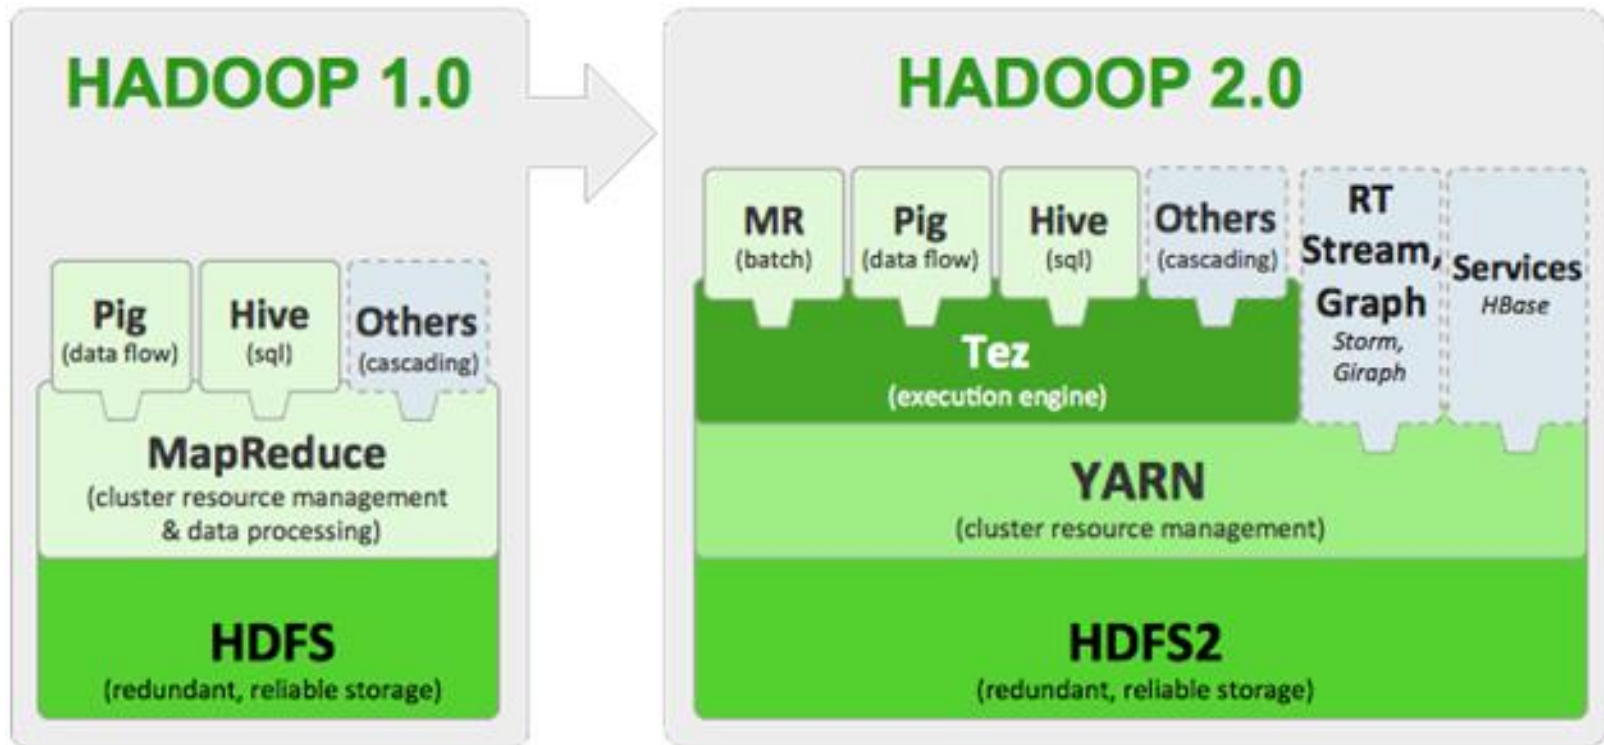 HADOOP 1.0
Pig
(data flow)
Hive
(sql)
Others
(cascading)
MapReduce
(cluster resource management
& data processing)
HDFS
(redundant, reliable storage)
HADOOP 2.0
MR
(batch)
Pig
(data flow)
Hive
(sql)
Others
(cascading)
RT
Stream,
Graph
Storm,
Giraph
Services
HBase
Tez
(execution engine)
YARN
(cluster resource management)
HDFS2
(redundant, reliable storage)